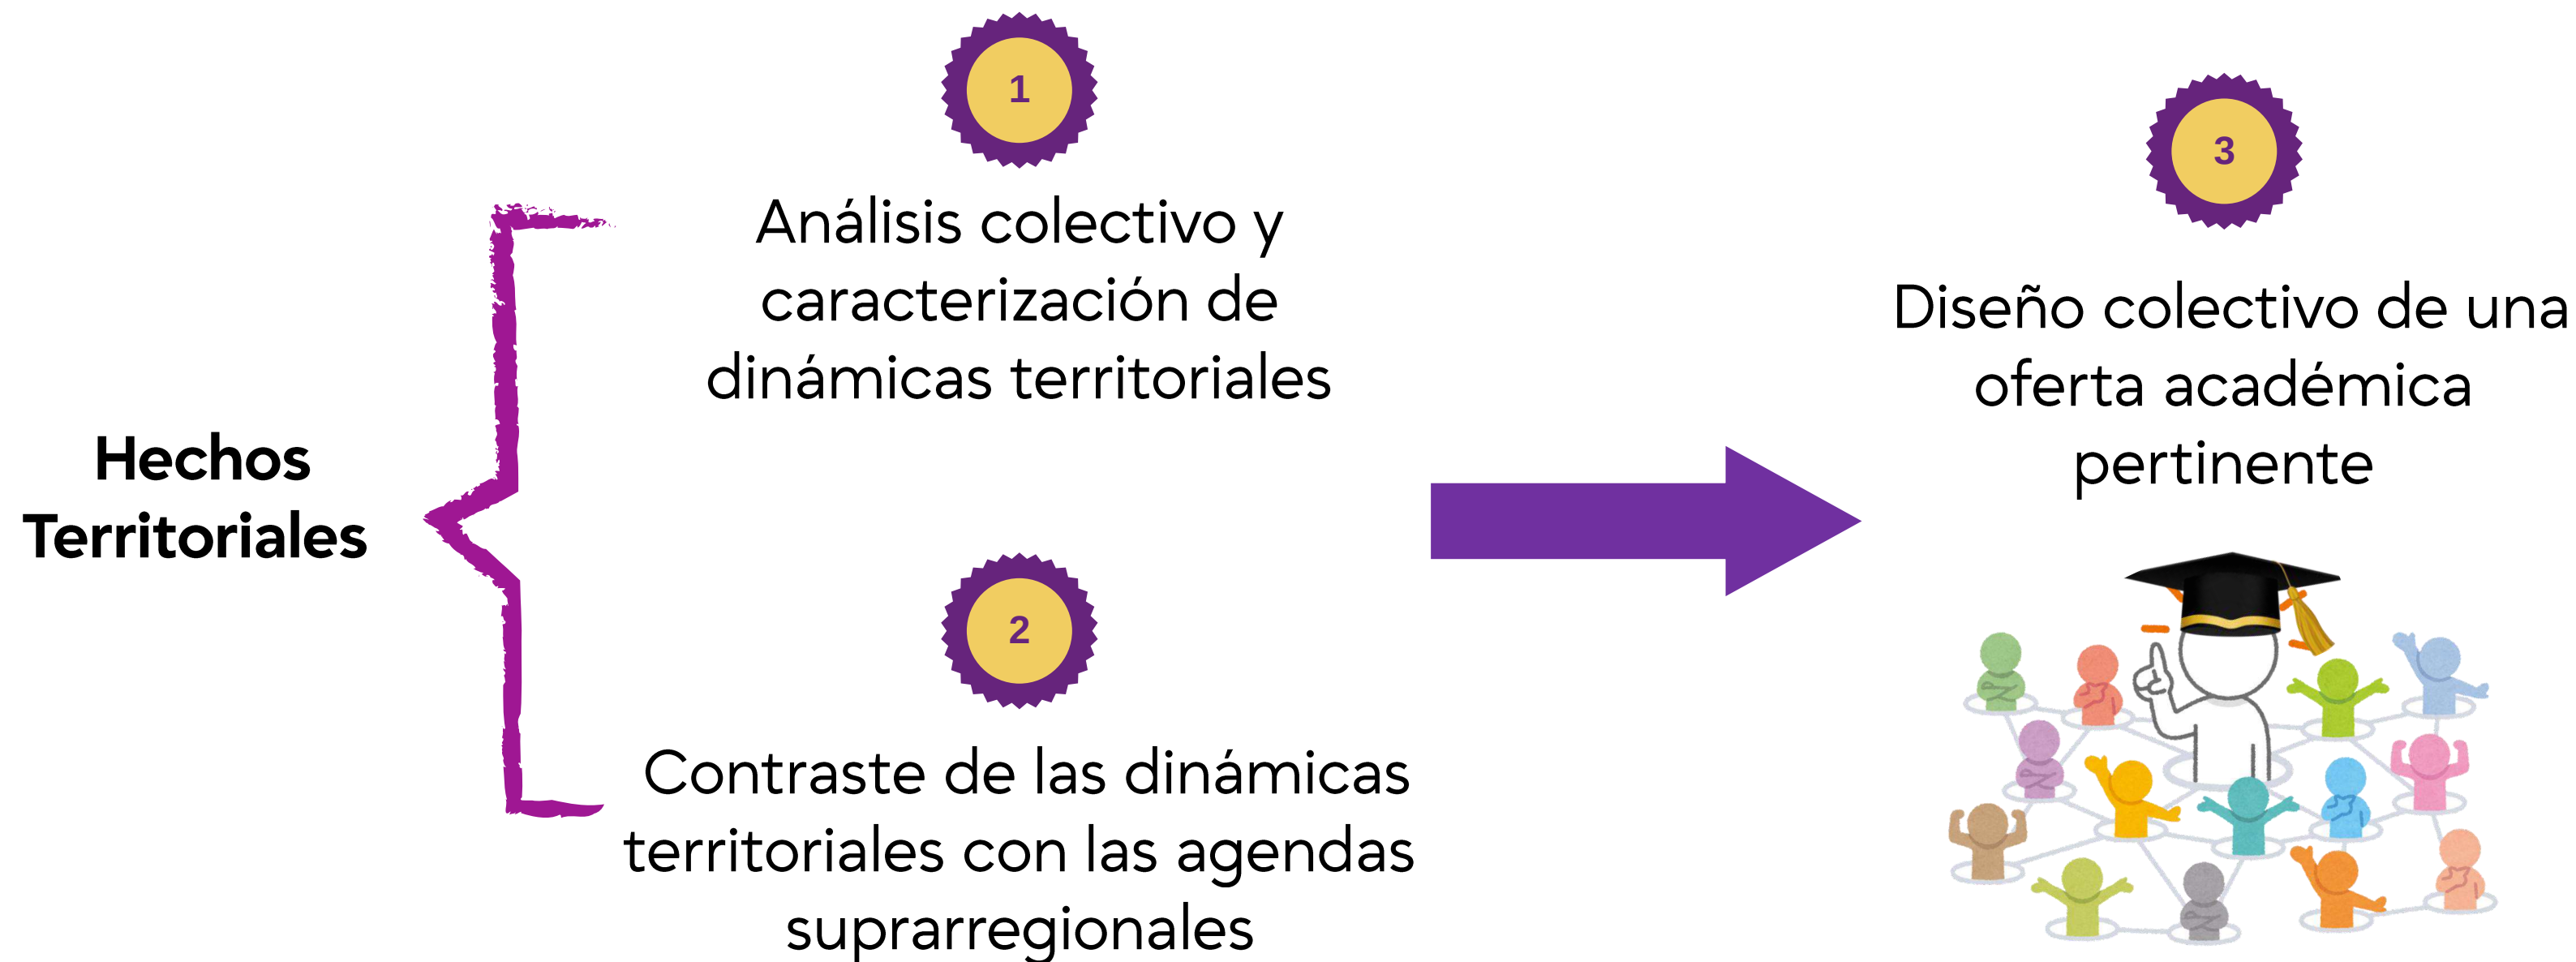 Hechos
Territoriales
1
Análisis colectivo y
caracterización de
dinámicas territoriales
2
Contraste de las dinámicas
territoriales con las agendas
suprarregionales
3
Diseño colectivo de una
oferta académica
pertinente